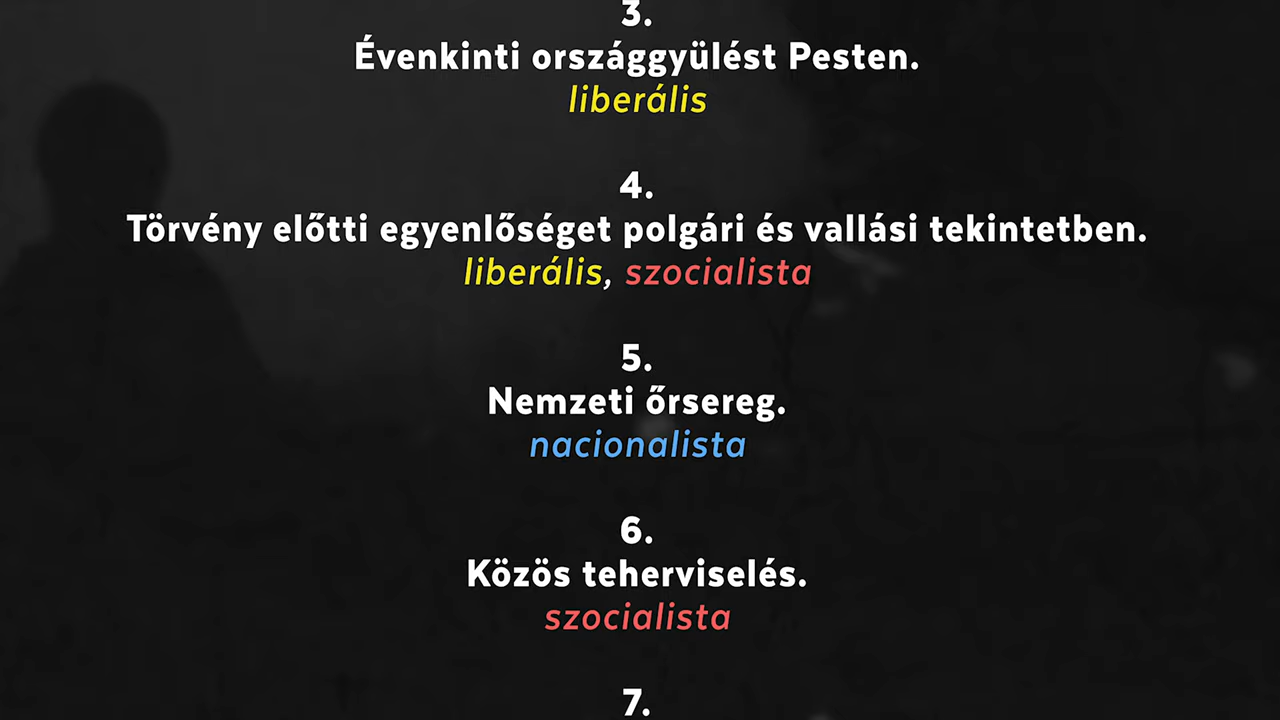 3.
Évenkinti országgyülést Pesten.
liberális
4.
Törvény előtti egyenlőséget polgári és vallási tekintetben.
liberális, szocialista
5.
Nemzeti őrsereg.
nacionalista
6.
Közös teherviselés.
szocialista
7.